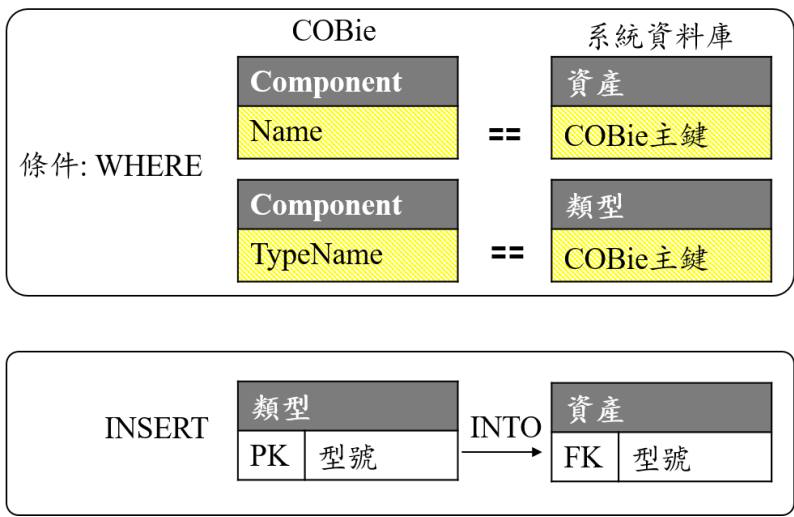 COBie 系統資料庫
Component 資產
Name == COBie主鍵
條件: WHERE
Component 類型
TypeName == COBie主鍵
類型 資產
INSERT PK 型號 INTO FK 型號